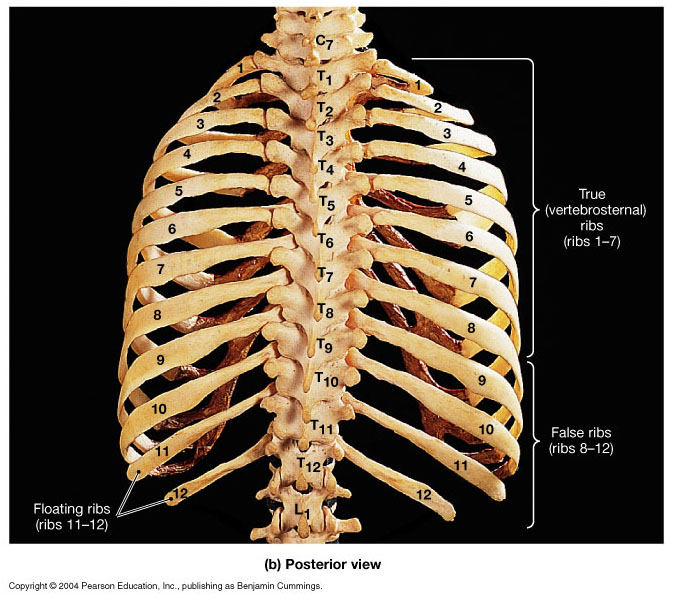 C7
T1
T2
T3
T4
T5
T6
T7
T8
T9
T10
T11
T12
L1
1
2
3
4
5
6
7
8
9
10
11
12
1
2
3
4
5
6
7
8
9
10
11
12
True
(vertebrosternal)
ribs
(ribs 1–7)
False ribs
(ribs 8–12)
Floating ribs
(ribs 11–12)
(b) Posterior view
Copyright © 2004 Pearson Education, Inc., publishing as Benjamin Cummings.